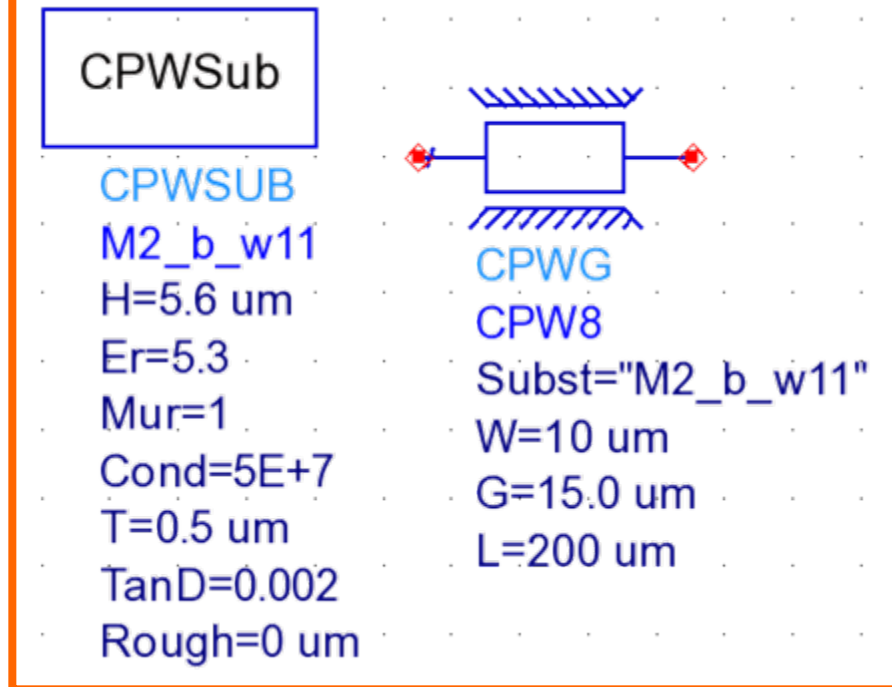 CPWSub
CPWSUB
M2_b_w11
H=5.6 um
Er=5.3
Mur=1
Cond=5E+7
T=0.5 um
TanD=0.002
Rough=0 um
CPWG
CPW8
Subst="M2_b_w11"
W=10 um
G=15.0 um
L=200 um